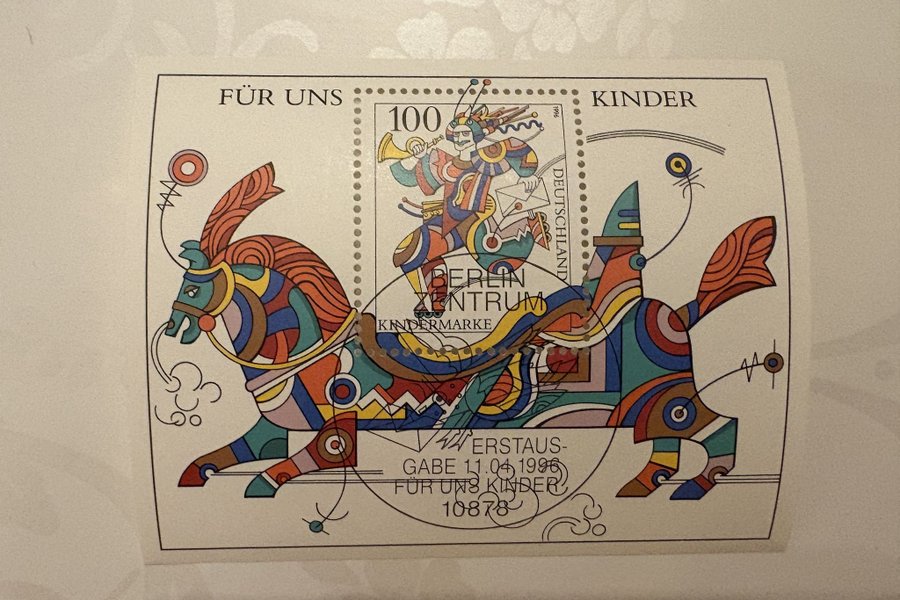 FÜR UNS KINDER
100
1996
DEUTSCHLAND
BERLIN
ZENTRUM
KINDERMARKE
ERSTAUS-
GABE 11.04.1996
FÜR UNS KINDER
10878